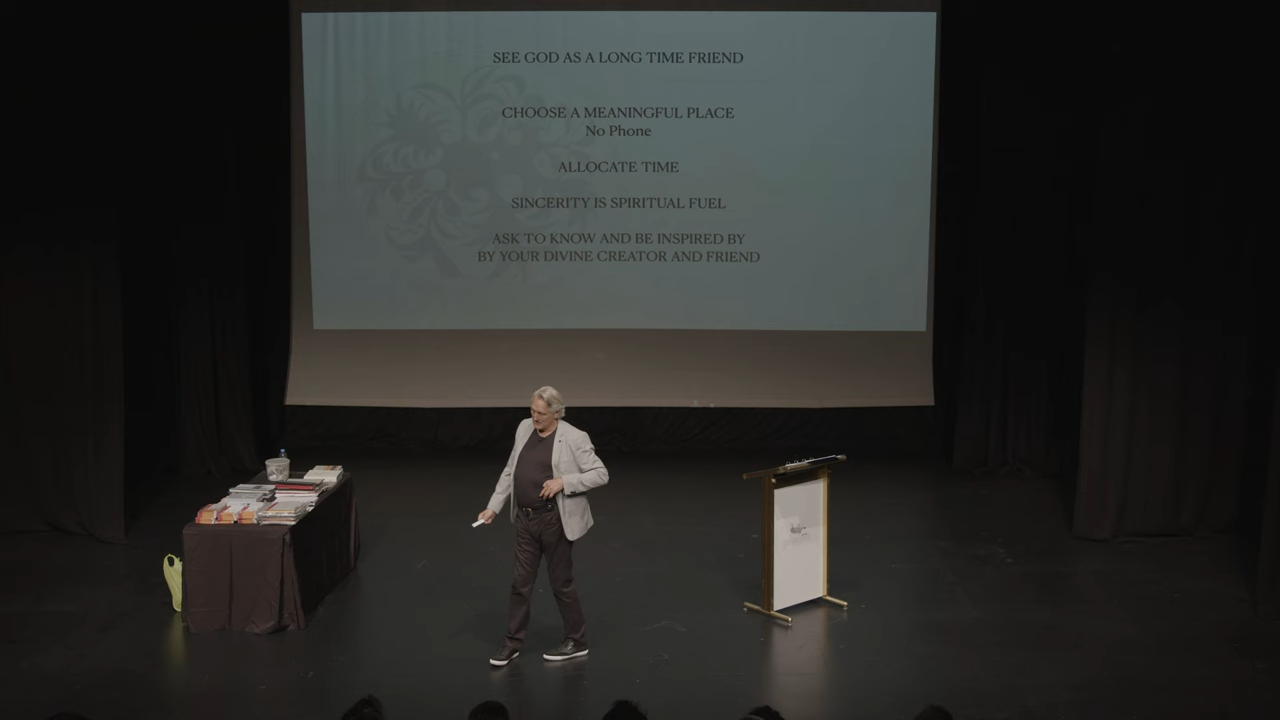 SEE GOD AS A LONG TIME FRIEND
CHOOSE A MEANINGFUL PLACE
No Phone
ALLOCATE TIME
SINCERITY IS SPIRITUAL FUEL
ASK TO KNOW AND BE INSPIRED BY
BY YOUR DIVINE CREATOR AND FRIEND